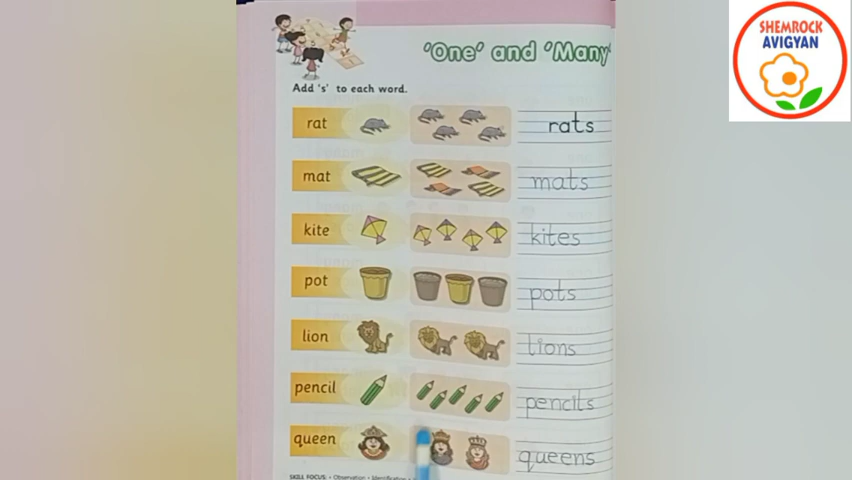 SHEMROCK
AVIGYAN
'One' and 'Many'
Add 's' to each word.
rat rats
mat mats
kite kites
pot pots
lion lions
pencil pencils
queen queens
SKILL FOCUS: • Observation • Identification •